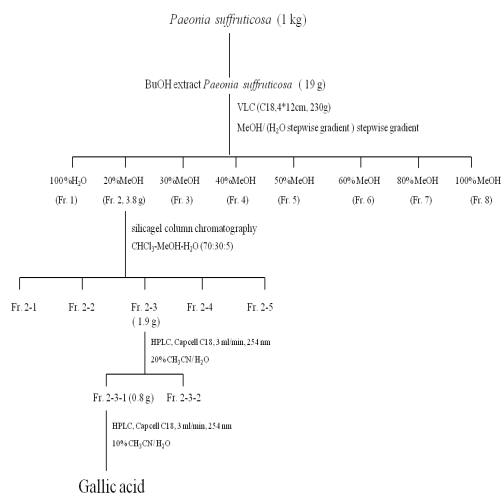 Paeonia suffruticosa (1 kg)
BuOH extract Paeonia suffruticosa ( 19 g)
VLC (C18,4*12cm, 230g)
MeOH/ (H₂O stepwise gradient ) stepwise gradient
100%H₂O 20%MeOH 30%MeOH 40%MeOH 50%MeOH 60% MeOH 80% MeOH 100% MeOH
(Fr. 1) (Fr. 2, 3.8 g) (Fr. 3) (Fr. 4) (Fr. 5) (Fr. 6) (Fr. 7) (Fr. 8)
silicagel column chromatography
CHCl₃-MeOH-H₂O (70:30:5)
Fr. 2-1 Fr. 2-2 Fr. 2-3 Fr. 2-4 Fr. 2-5
( 1.9 g)
HPLC, Capcell C18, 3 ml/min, 254 nm
20% CH₃CN/ H₂O
Fr. 2-3-1 (0.8 g) Fr. 2-3-2
HPLC, Capcell C18, 3 ml/min, 254 nm
10% CH₃CN/ H₂O
Gallic acid